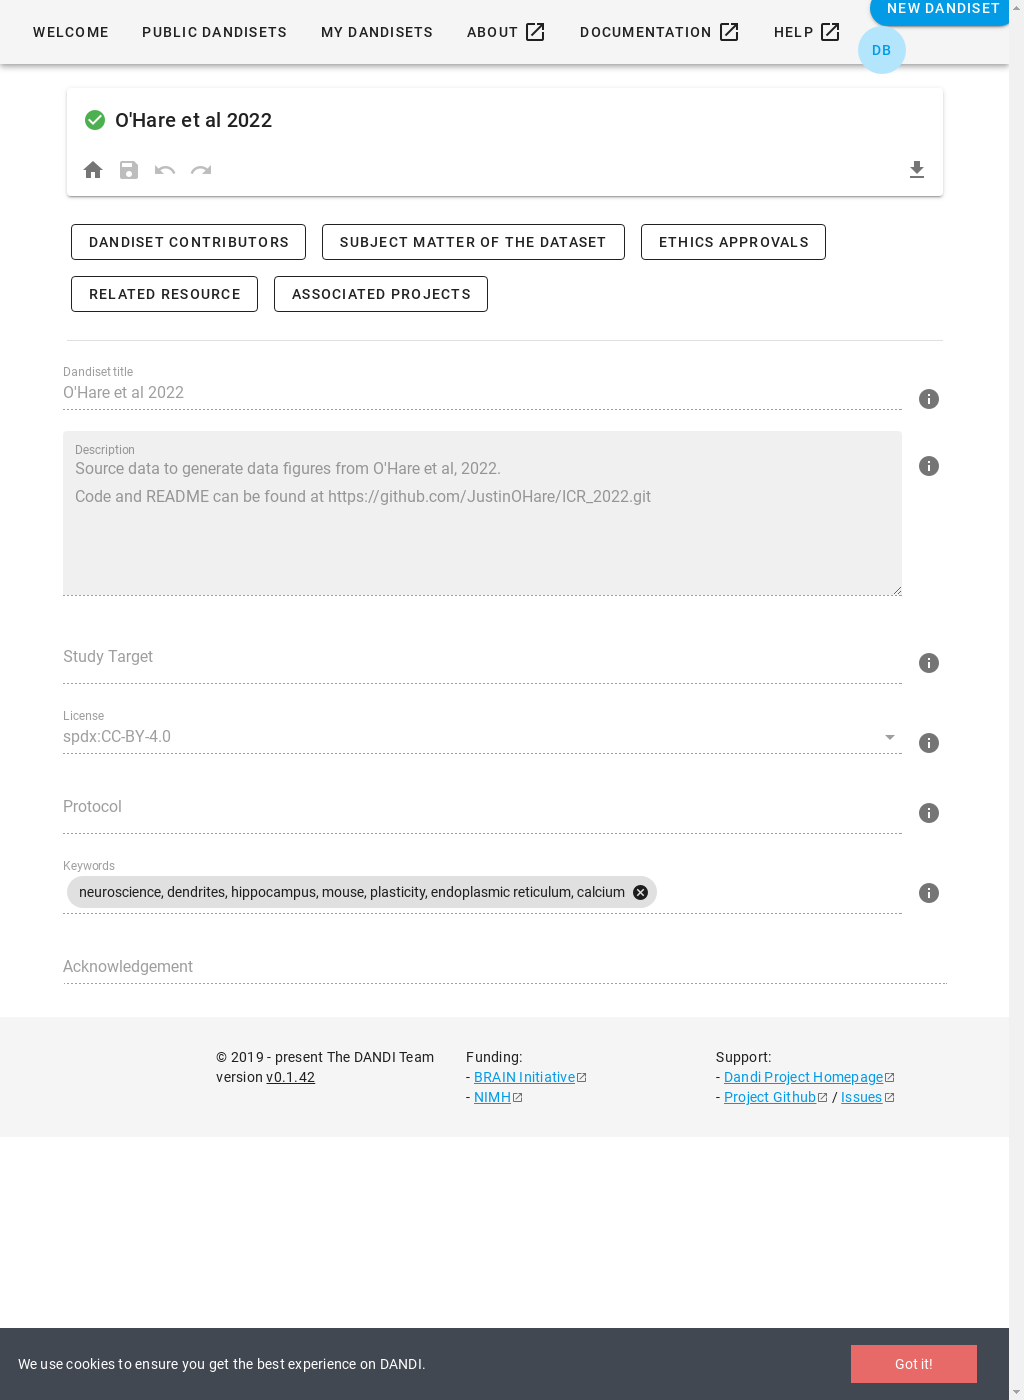 WELCOME PUBLIC DANDISETS MY DANDISETS ABOUT DOCUMENTATION HELP NEW DANDISET
DB
O'Hare et al 2022
DANDISET CONTRIBUTORS SUBJECT MATTER OF THE DATASET ETHICS APPROVALS
RELATED RESOURCE ASSOCIATED PROJECTS
Dandiset title
O'Hare et al 2022
Description
Source data to generate data figures from O'Hare et al, 2022.
Code and README can be found at https://github.com/JustinOHare/ICR_2022.git
Study Target
License
spdx:CC-BY-4.0
Protocol
Keywords
neuroscience, dendrites, hippocampus, mouse, plasticity, endoplasmic reticulum, calcium
Acknowledgement
© 2019 - present The DANDI Team
version v0.1.42
Funding:
- BRAIN Initiative
- NIMH
Support:
- Dandi Project Homepage
- Project Github / Issues
We use cookies to ensure you get the best experience on DANDI.
Got it!